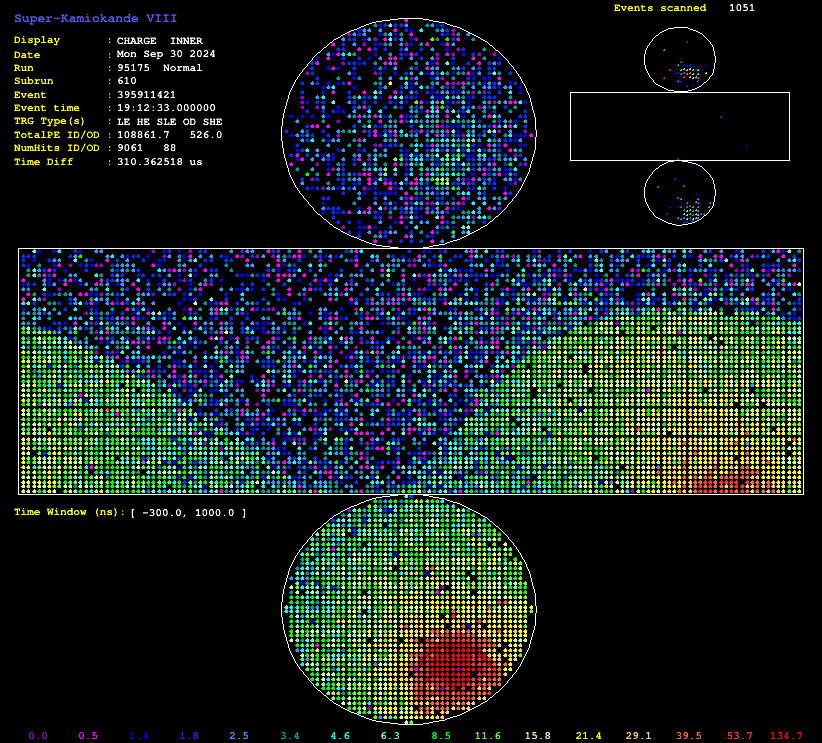 Super-Kamiokande VIII
Events scanned 1051
Display : CHARGE INNER
Date : Mon Sep 30 2024
Run : 95175 Normal
Subrun : 610
Event : 395911421
Event time : 19:12:33.000000
TRG Type(s) : LE HE SLE OD SHE
TotalPE ID/OD : 108861.7 526.0
NumHits ID/OD : 9061 88
Time Diff : 310.362518 us
Time Window (ns): [ -300.0, 1000.0 ]
0.0 0.5 1.4 1.8 2.5 3.4 4.6 6.3 8.5 11.6 15.8 21.4 29.1 39.5 53.7 134.7